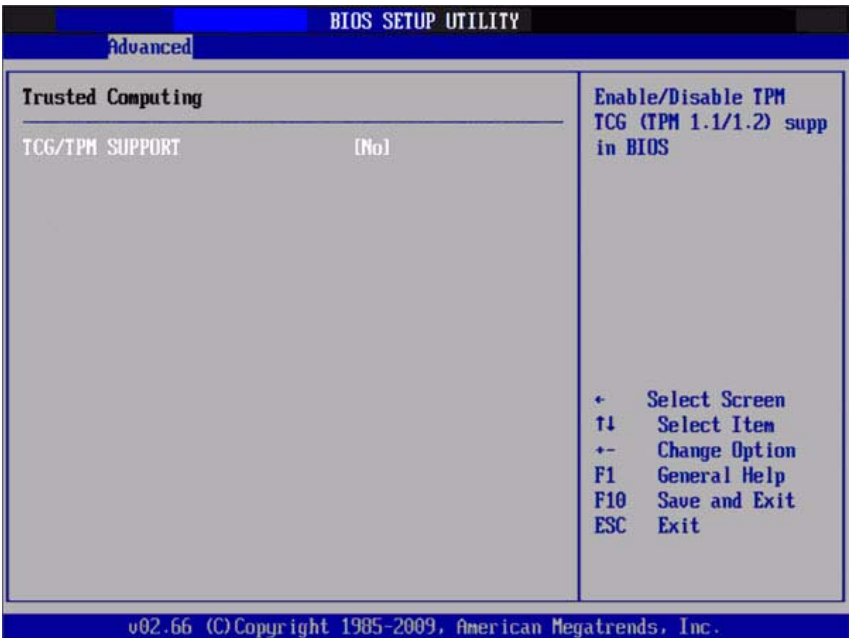 BIOS SETUP UTILITY
Advanced
Trusted Computing
TCG/TPM SUPPORT [No]
Enable/Disable TPM
TCG (TPM 1.1/1.2) supp
in BIOS
← Select Screen
↑↓ Select Item
+- Change Option
F1 General Help
F10 Save and Exit
ESC Exit
v02.66 (C)Copyright 1985-2009, American Megatrends, Inc.